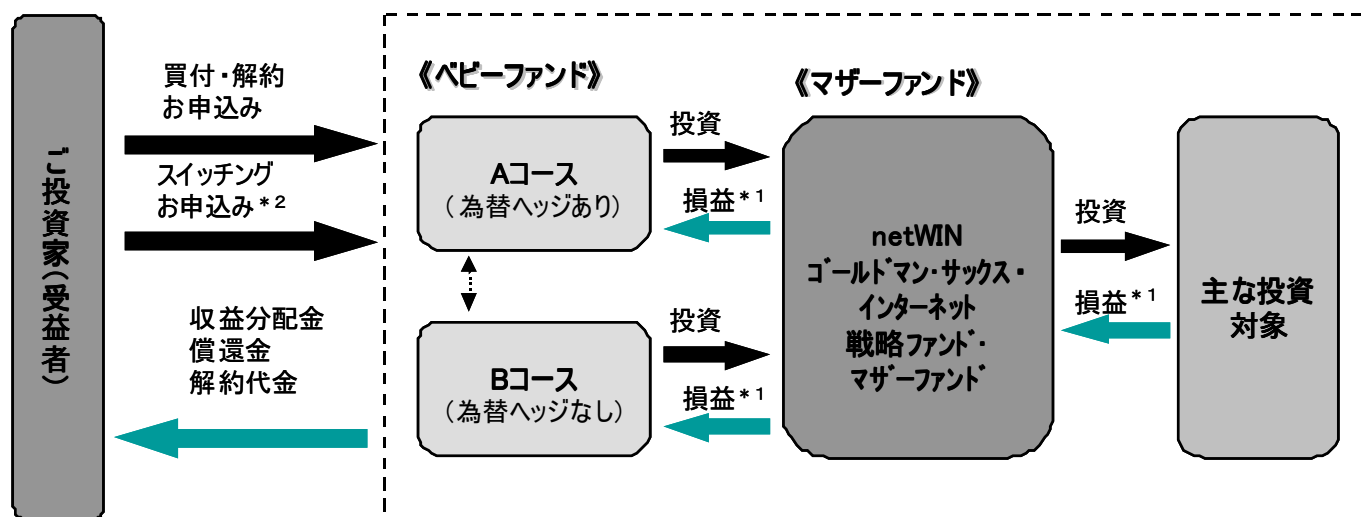 ご投資家(受益者)
買付・解約
お申込み
スイッチング
お申込み*2
収益分配金
償還金
解約代金
《ベビーファンド》
Aコース
(為替ヘッジあり)
Bコース
(為替ヘッジなし)
投資
損益*1
投資
損益*1
《マザーファンド》
netWIN
ゴールドマン・サックス・
インターネット
戦略ファンド・
マザーファンド
投資
損益*1
主な投資
対象